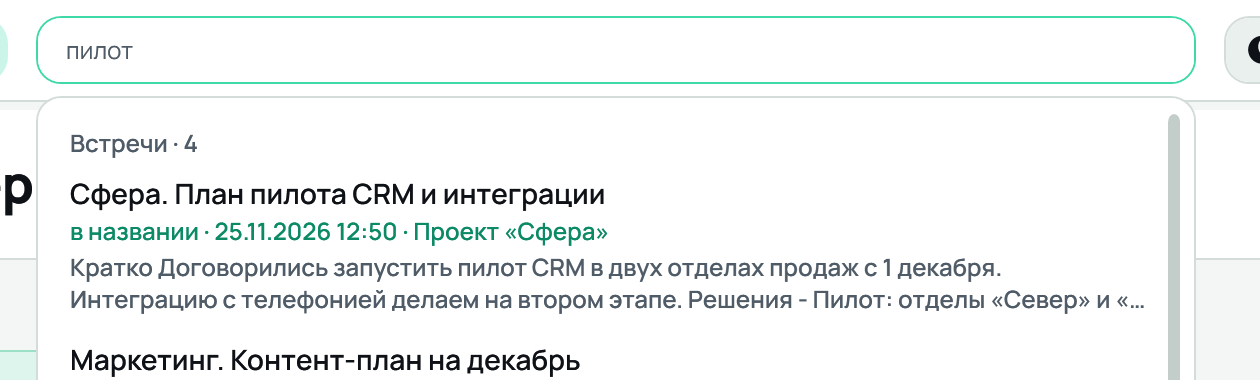 пилот
Встречи · 4
ер
Сфера. План пилота CRM и интеграции
в названии · 25.11.2026 12:50 · Проект «Сфера»
Кратко Договорились запустить пилот CRM в двух отделах продаж с 1 декабря.
Интеграцию с телефонией делаем на втором этапе. Решения - Пилот: отделы «Север» и «...
Маркетинг. Контент-план на декабрь